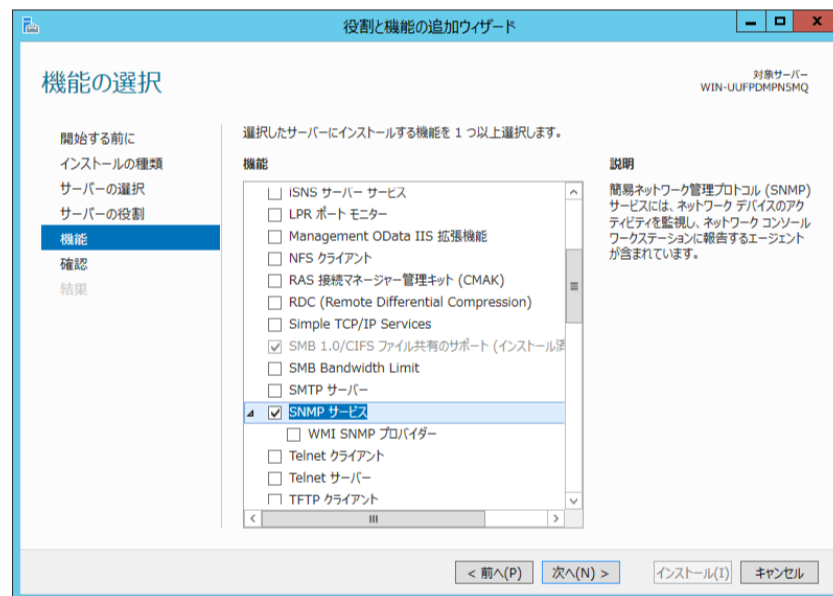 役割と機能の追加ウィザード
機能の選択
対象サーバー
WIN-UUFPDMPN5MQ
開始する前に
インストールの種類
サーバーの選択
サーバーの役割
機能
確認
結果
選択したサーバーにインストールする機能を 1 つ以上選択します。
機能
iSNS サーバー サービス
LPR ポート モニター
Management OData IIS 拡張機能
NFS クライアント
RAS 接続マネージャー管理キット (CMAK)
RDC (Remote Differential Compression)
Simple TCP/IP Services
SMB 1.0/CIFS ファイル共有のサポート (インストール済
SMB Bandwidth Limit
SMTP サーバー
SNMP サービス
WMI SNMP プロバイダー
Telnet クライアント
Telnet サーバー
TFTP クライアント
説明
簡易ネットワーク管理プロトコル (SNMP)
サービスには、ネットワーク デバイスのアク
ティビティを監視し、ネットワーク コンソール
ワークステーションに報告するエージェント
が含まれています。
< 前へ(P)
次へ(N) >
インストール(I)
キャンセル